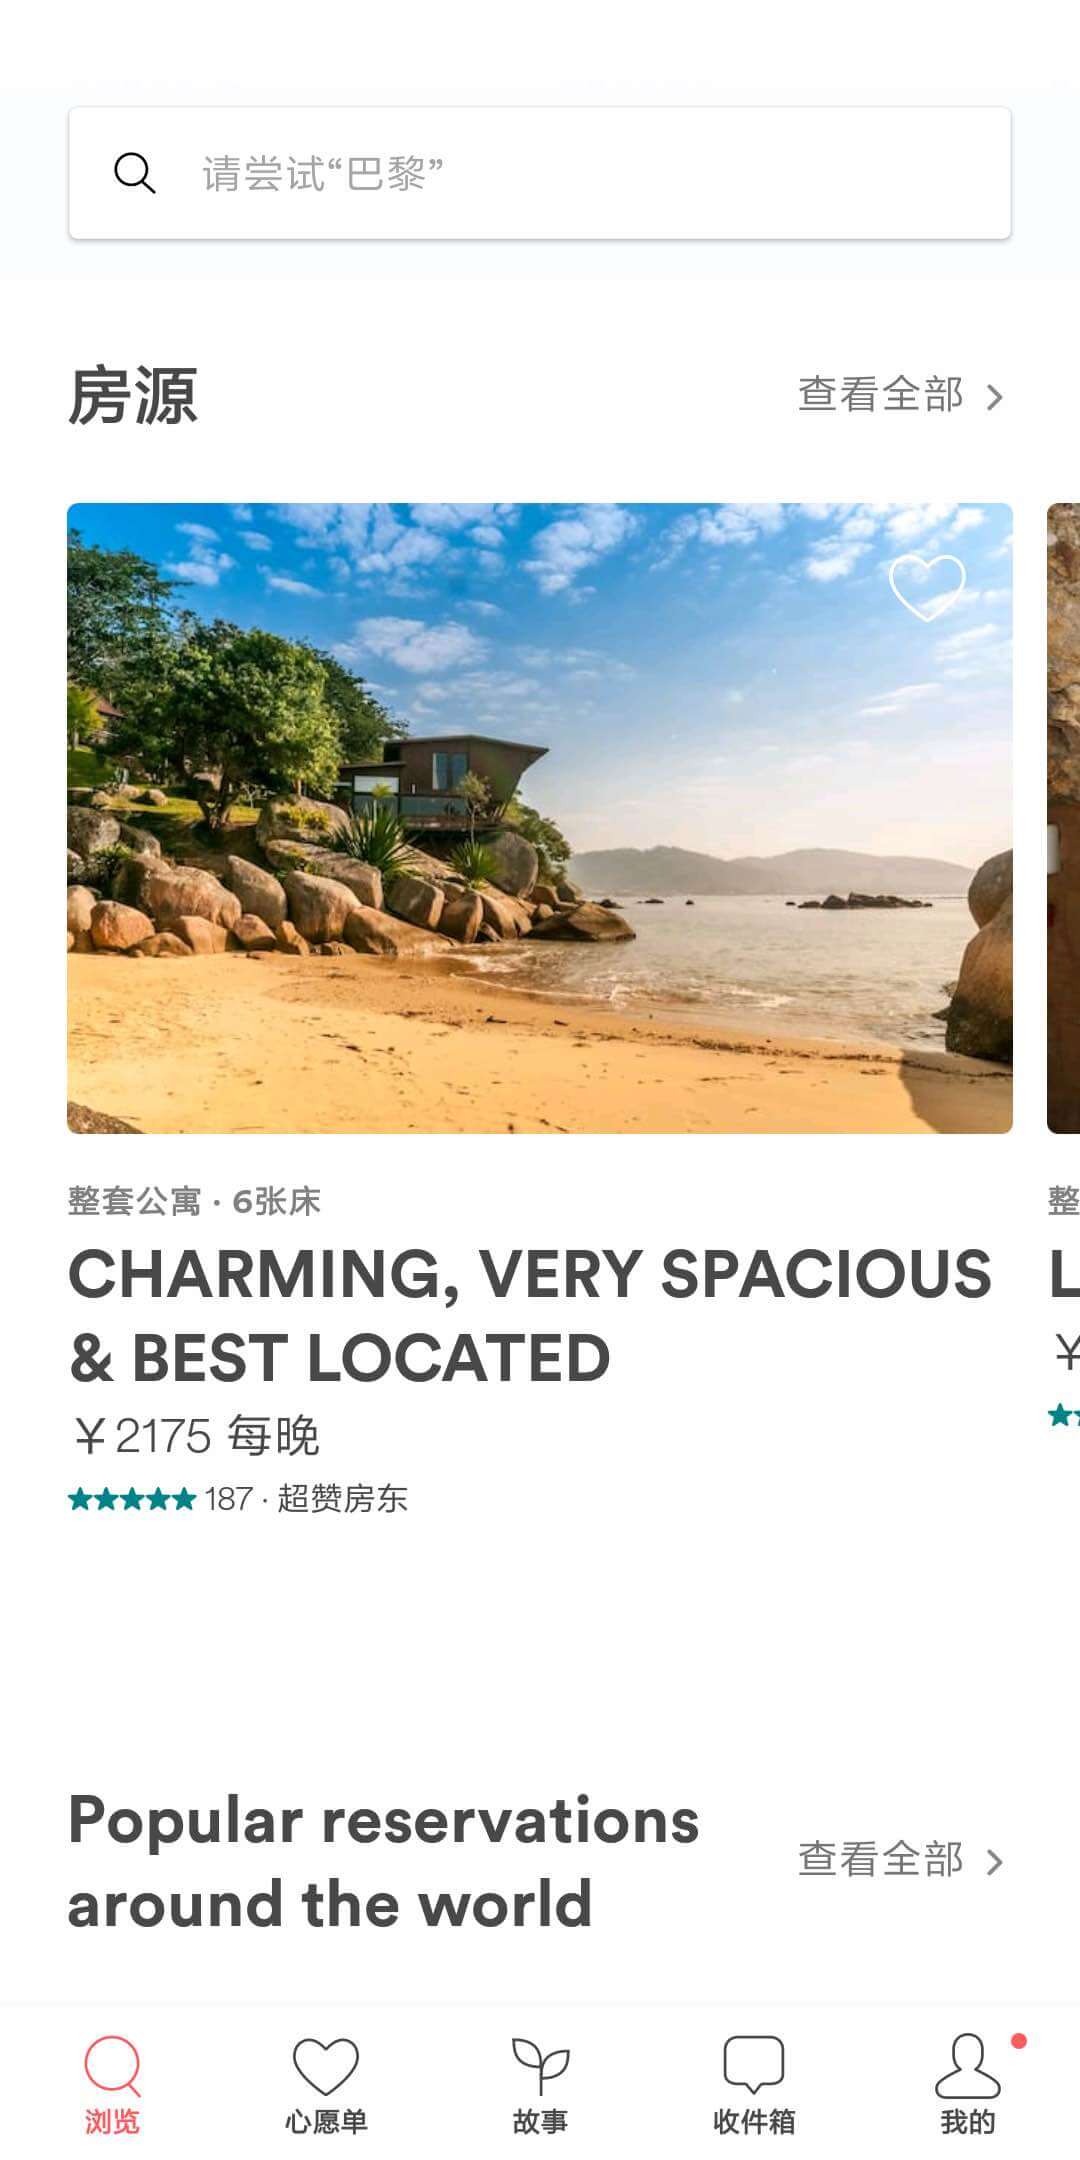 请尝试“巴黎”
房源
查看全部
整套公寓 · 6张床
整
CHARMING, VERY SPACIOUS
& BEST LOCATED
L
￥2175 每晚
￥
187 · 超赞房东
Popular reservations
around the world
查看全部
浏览
心愿单
故事
收件箱
我的